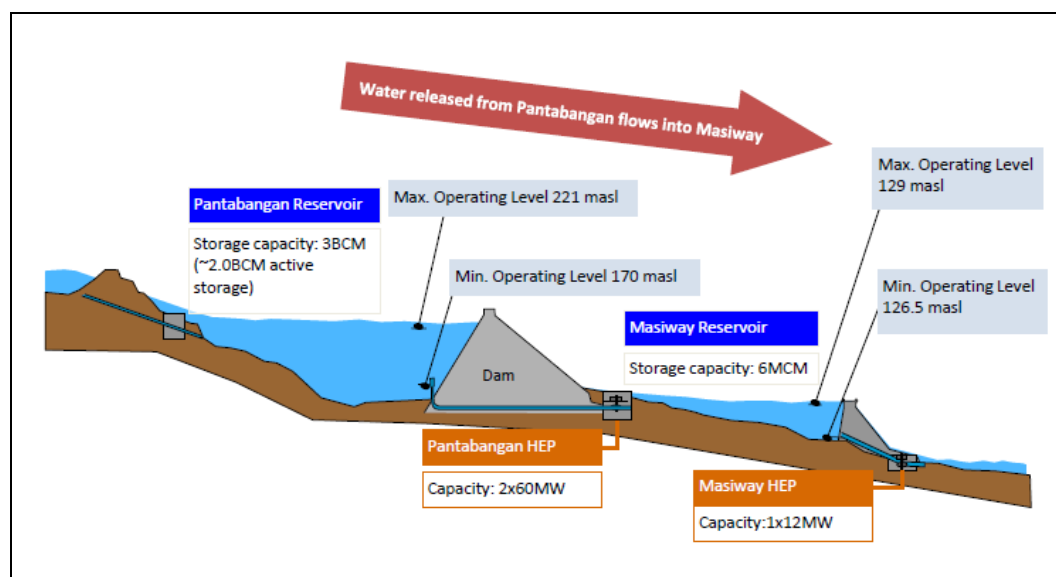 Water released from Pantabangan flows into Masiway
Max. Operating Level
129 masl
Pantabangan Reservoir
Max. Operating Level 221 masl
Storage capacity: 3BCM
(~2.0BCM active
storage)
Min. Operating Level 170 masl
Min. Operating Level
126.5 masl
Masiway Reservoir
Storage capacity: 6MCM
Dam
Pantabangan HEP
Capacity: 2x60MW
Masiway HEP
Capacity:1x12MW